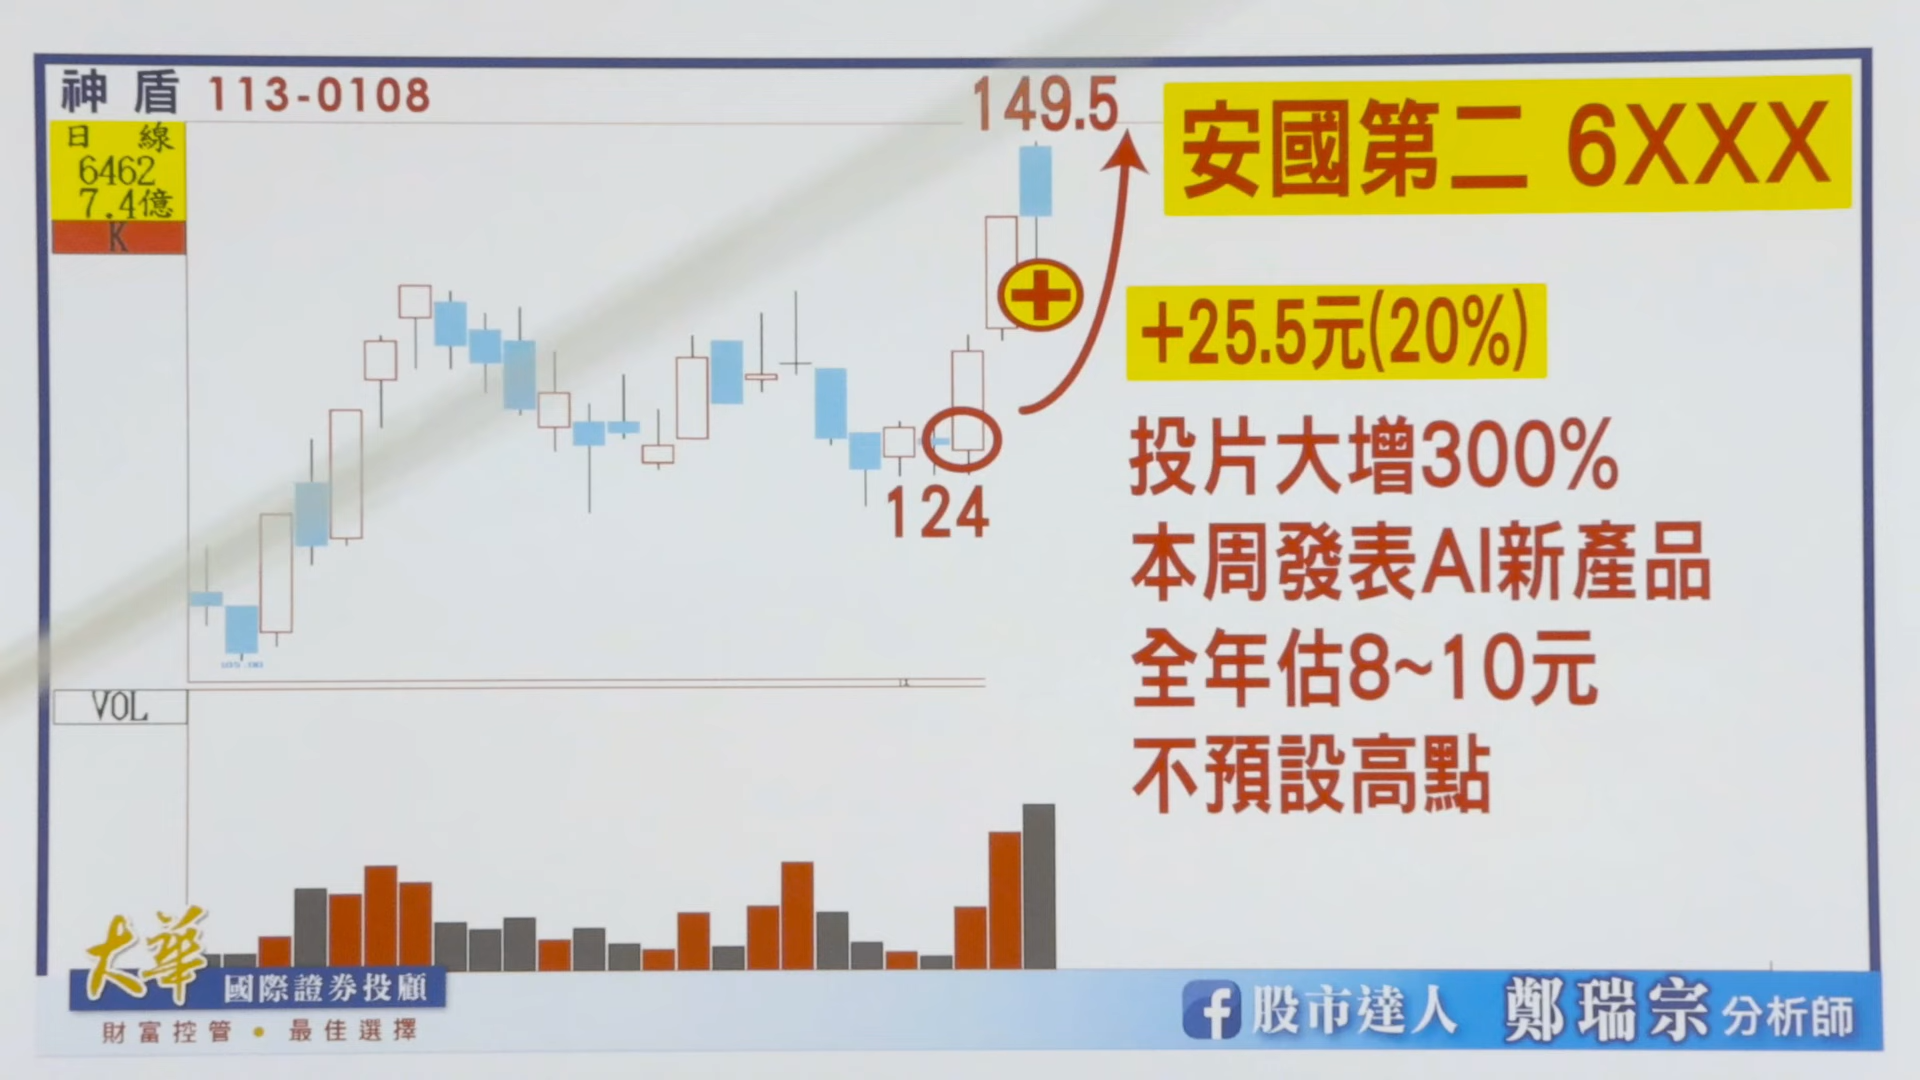 神盾 113-0108
日線
6462
7.4億
K
149.5
安國第二 6XXX
+25.5元(20%)
投片大增300%
本周發表AI新產品
全年估8~10元
不預設高點
124
VOL
大華 國際證券投顧
財富控管・最佳選擇
f 股市達人 鄭瑞宗 分析師